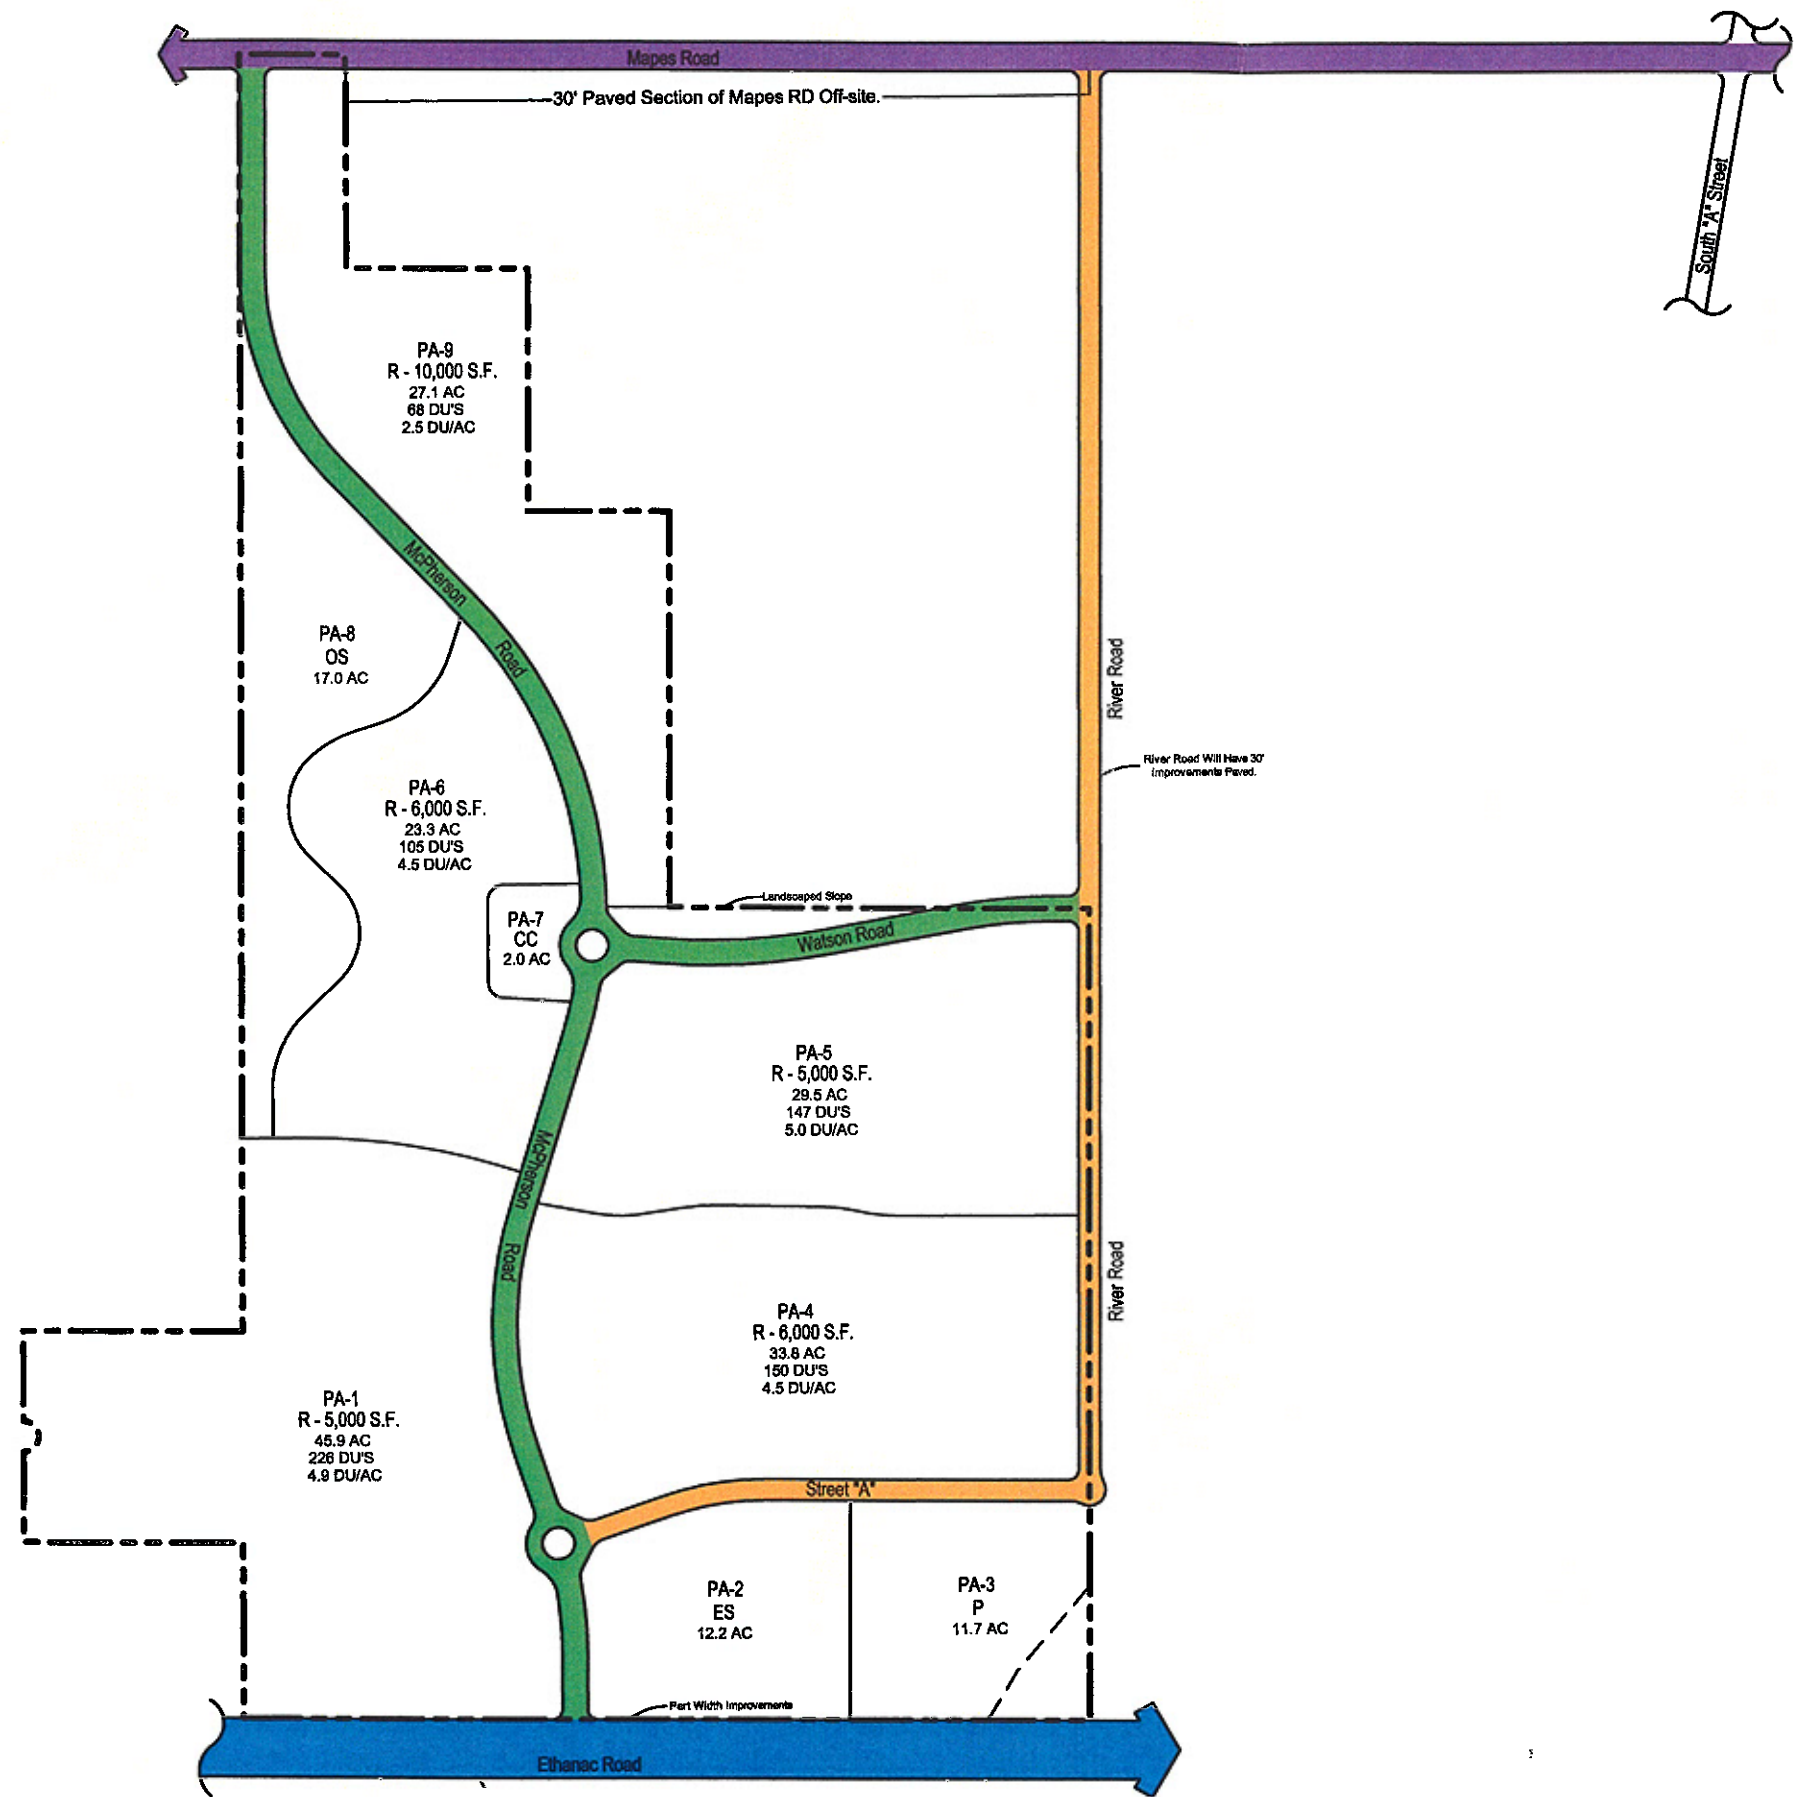 Mapes Road
30' Paved Section of Mapes RD Off-site.
South "A" Street
PA-9
R - 10,000 S.F.
27.1 AC
68 DU'S
2.5 DU/AC
McPherson
Road
PA-8
OS
17.0 AC
River Road
River Road Will Have 30'
Improvements Paved.
PA-6
R - 6,000 S.F.
23.3 AC
105 DU'S
4.5 DU/AC
Landscaped Slope
PA-7
CC
2.0 AC
Watson Road
PA-5
R - 5,000 S.F.
29.5 AC
147 DU'S
5.0 DU/AC
McPherson
Road
River Road
PA-4
R - 6,000 S.F.
33.8 AC
150 DU'S
4.5 DU/AC
PA-1
R - 5,000 S.F.
45.9 AC
226 DU'S
4.9 DU/AC
Street "A"
PA-2
ES
12.2 AC
PA-3
P
11.7 AC
Part Width Improvements
Ethanac Road